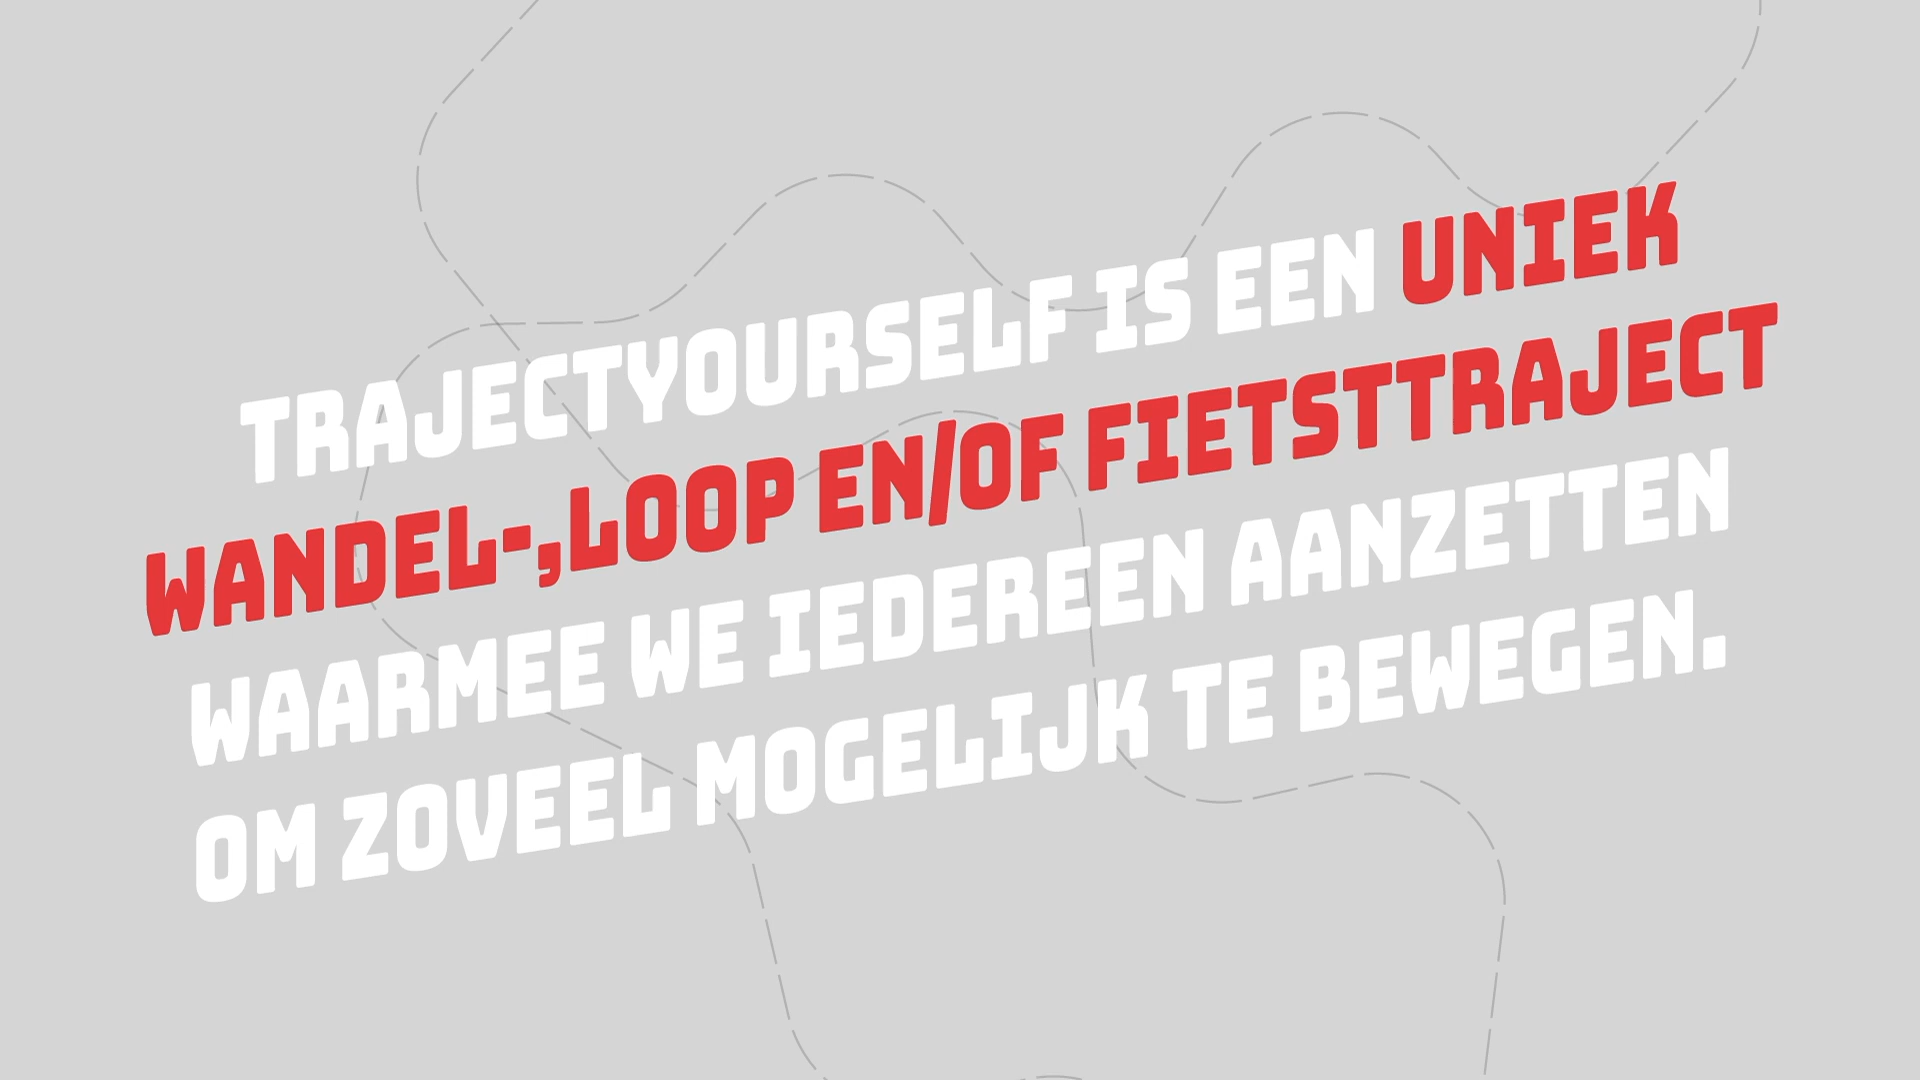 TRAJECTYOURSELF IS EEN UNIEK
WANDEL-,LOOP EN/OF FIETSTTRAJECT
WAARMEE WE IEDEREEN AANZETTEN
OM ZOVEEL MOGELIJK TE BEWEGEN.